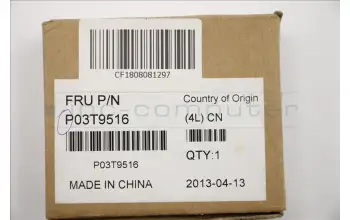 CF1808081297
FRU P/N
Country of Origin
P03T9516
(4L) CN
P03T9516
QTY:1
MADE IN CHINA
2013-04-13